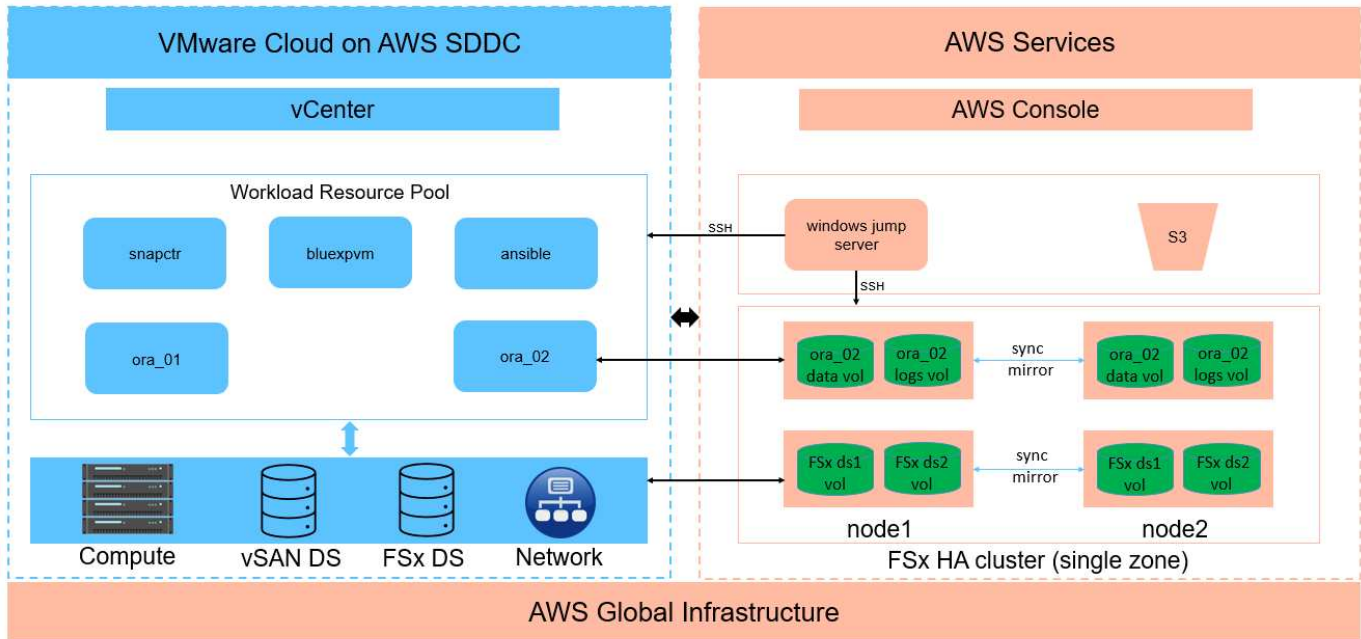 VMware Cloud on AWS SDDC
vCenter
Workload Resource Pool
snapctr
bluexpvm
ansible
ora_01
ora_02
Compute
vSAN DS
FSx DS
Network
AWS Services
AWS Console
SSH
windows jump
server
S3
SSH
ora_02
data vol
ora_02
logs vol
sync
mirror
ora_02
data vol
ora_02
logs vol
FSx ds1
vol
FSx ds2
vol
sync
mirror
FSx ds1
vol
FSx ds2
vol
node1
node2
FSx HA cluster (single zone)
AWS Global Infrastructure